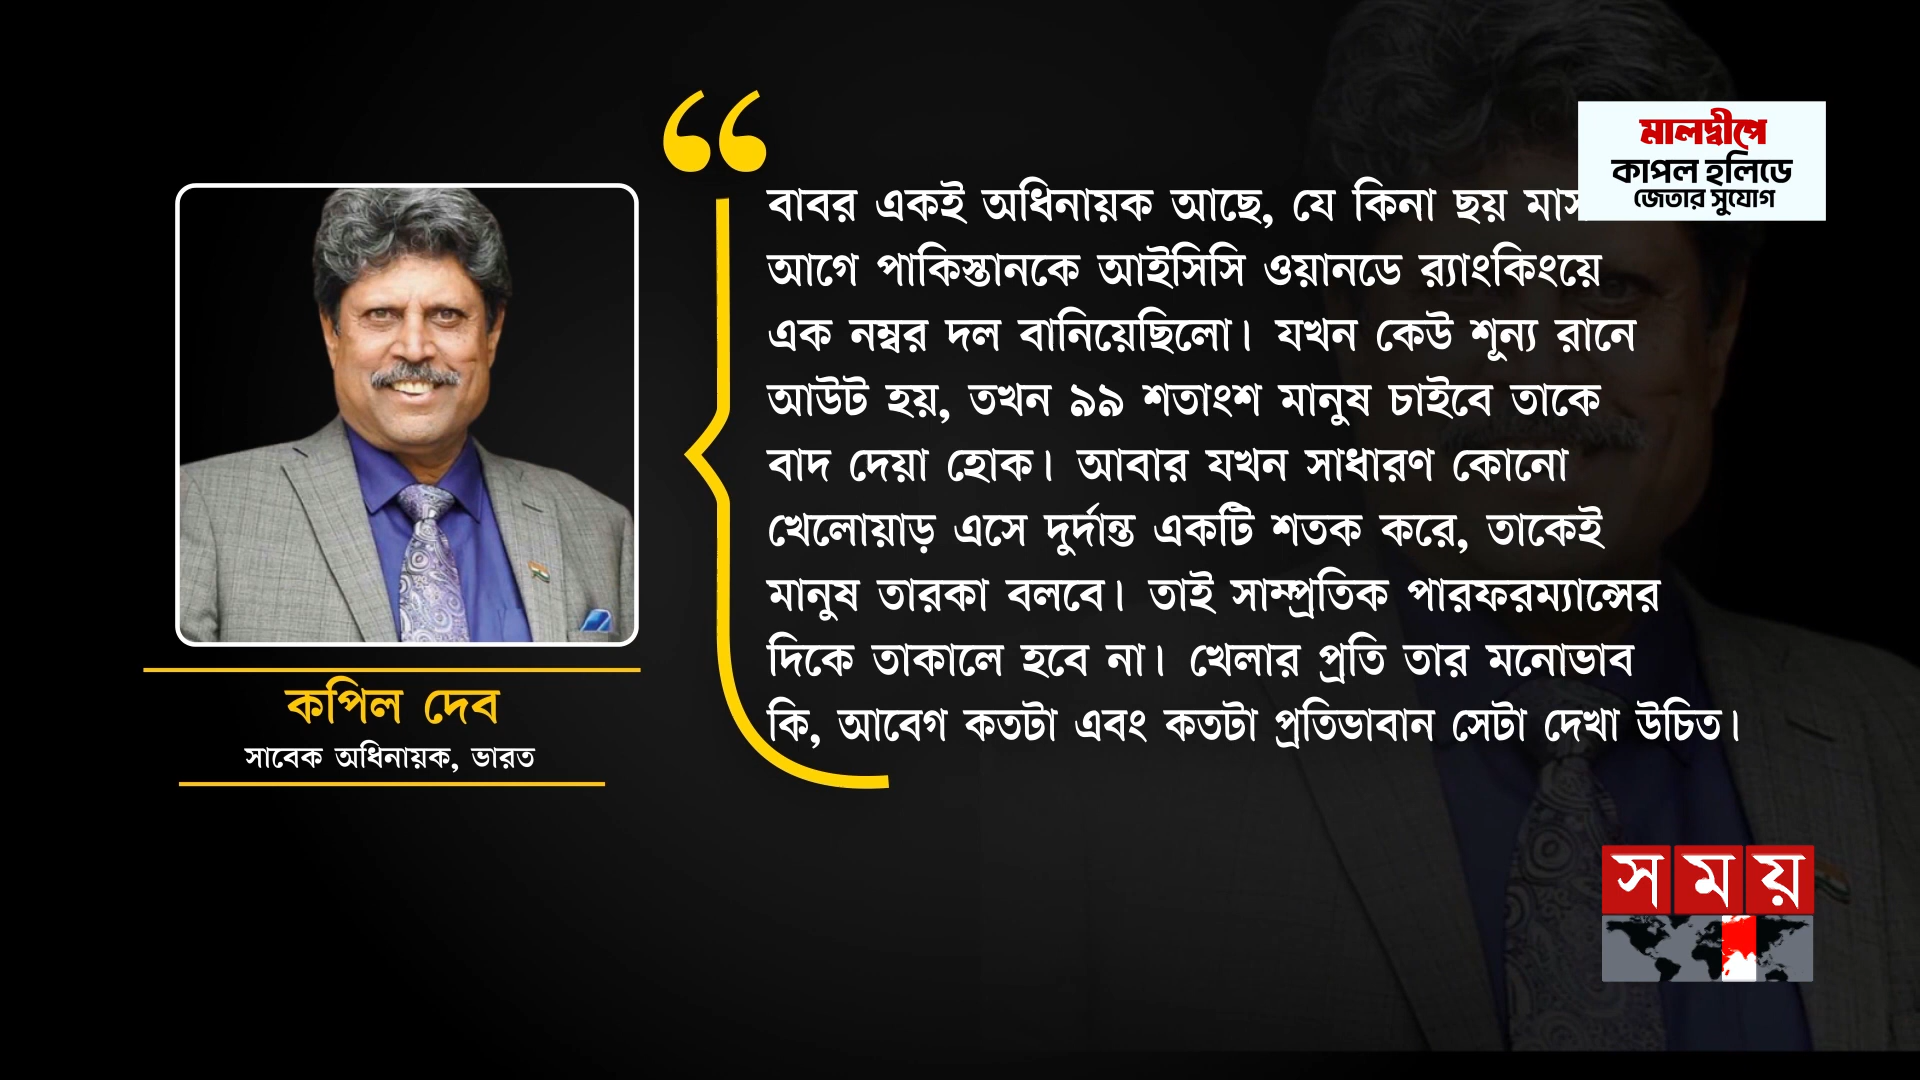 মালদ্বীপে
কাপল হলিডে
জেতার সুযোগ
বাবর একই অধিনায়ক আছে, যে কিনা ছয় মাস
আগে পাকিস্তানকে আইসিসি ওয়ানডে র‍্যাংকিংয়ে
এক নম্বর দল বানিয়েছিলো। যখন কেউ শূন্য রানে
আউট হয়, তখন ৯৯ শতাংশ মানুষ চাইবে তাকে
বাদ দেয়া হোক। আবার যখন সাধারণ কোনো
খেলোয়াড় এসে দুর্দান্ত একটি শতক করে, তাকেই
মানুষ তারকা বলবে। তাই সাম্প্রতিক পারফরম্যান্সের
দিকে তাকালে হবে না। খেলার প্রতি তার মনোভাব
কি, আবেগ কতটা এবং কতটা প্রতিভাবান সেটা দেখা উচিত।
কপিল দেব
সাবেক অধিনায়ক, ভারত
সময়